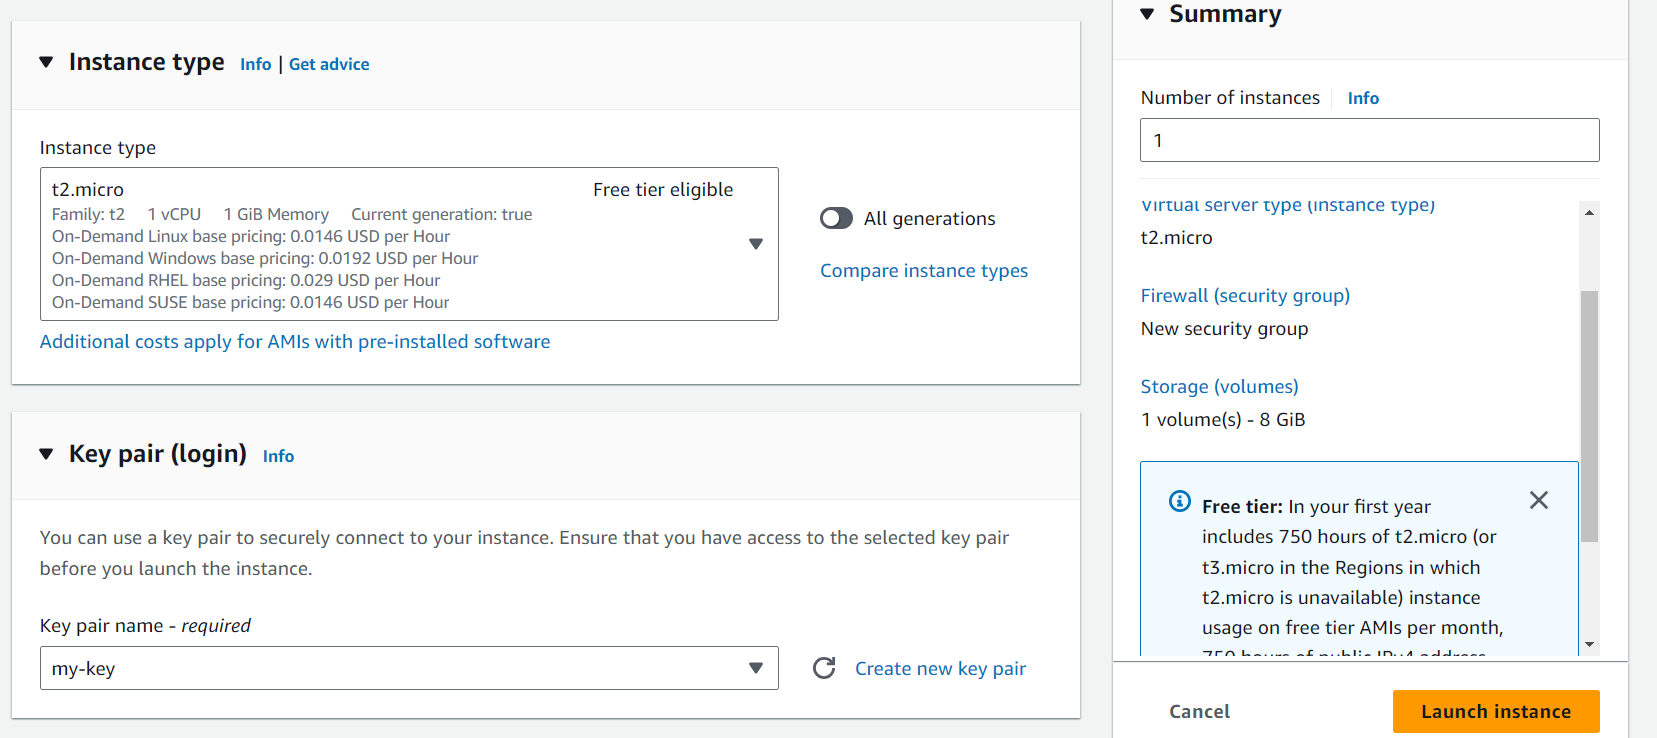 Instance type Info | Get advice
Instance type
t2.micro Free tier eligible
Family: t2 1 vCPU 1 GiB Memory Current generation: true
On-Demand Linux base pricing: 0.0146 USD per Hour
On-Demand Windows base pricing: 0.0192 USD per Hour
On-Demand RHEL base pricing: 0.029 USD per Hour
On-Demand SUSE base pricing: 0.0146 USD per Hour
All generations
Compare instance types
Additional costs apply for AMIs with pre-installed software
Key pair (login) Info
You can use a key pair to securely connect to your instance. Ensure that you have access to the selected key pair
before you launch the instance.
Key pair name - required
my-key
Create new key pair
Summary
Number of instances Info
1
Virtual server type (instance type)
t2.micro
Firewall (security group)
New security group
Storage (volumes)
1 volume(s) - 8 GiB
Free tier: In your first year
includes 750 hours of t2.micro (or
t3.micro in the Regions in which
t2.micro is unavailable) instance
usage on free tier AMIs per month,
750 hours of public IPv4 address
Cancel
Launch instance